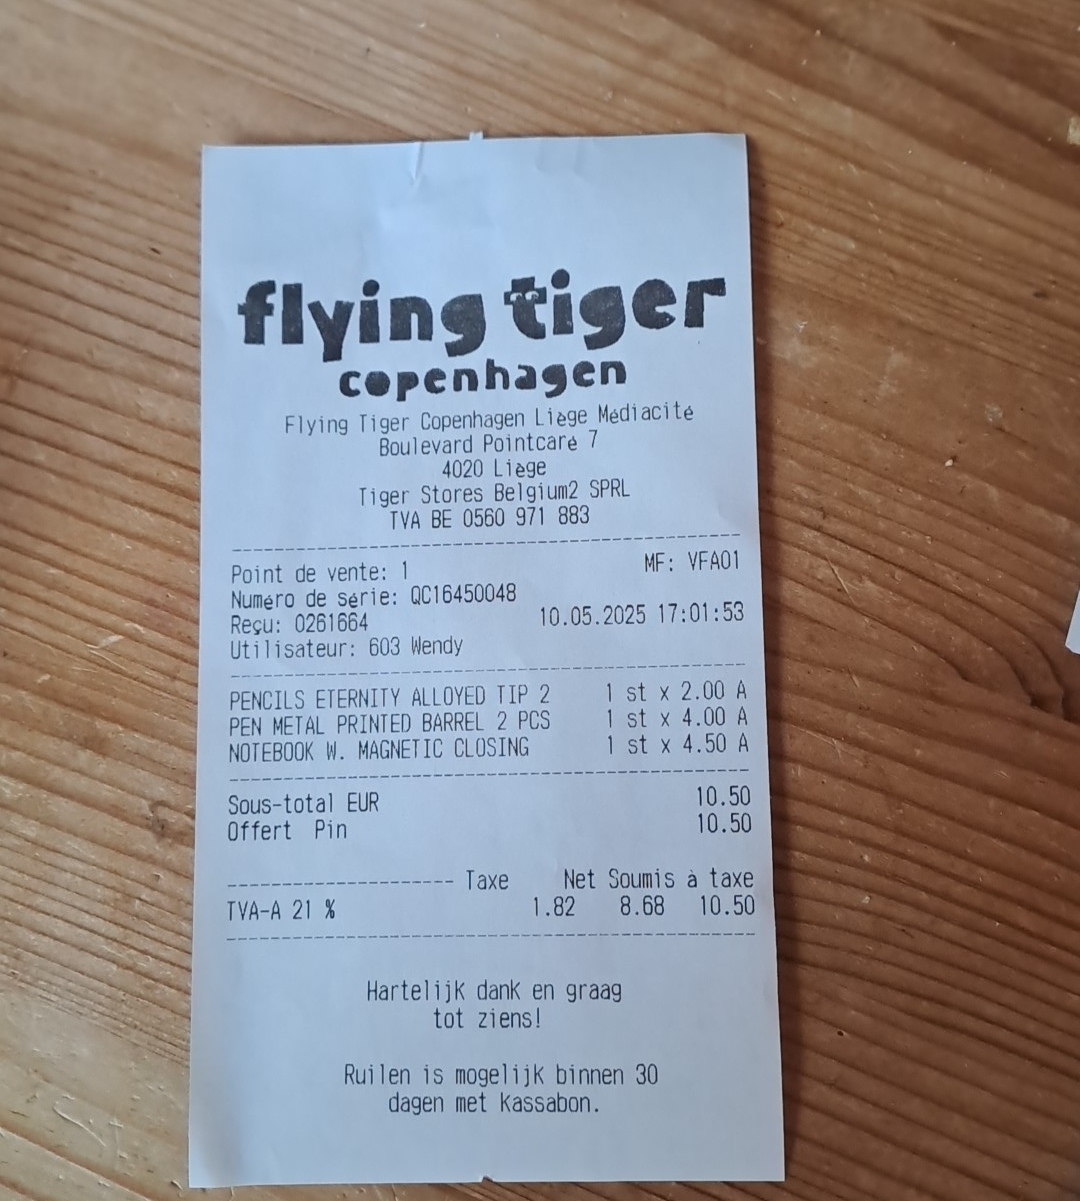 flying tiger
copenhagen
Flying Tiger Copenhagen Liège Médiacité
Boulevard Pointcaré 7
4020 Liège
Tiger Stores Belgium2 SPRL
TVA BE 0560 971 883
Point de vente: 1 MF: VFA01
Numéro de série: QC16450048
Reçu: 0261664 10.05.2025 17:01:53
Utilisateur: 603 Wendy
PENCILS ETERNITY ALLOYED TIP 2 1 st x 2.00 A
PEN METAL PRINTED BARREL 2 PCS 1 st x 4.00 A
NOTEBOOK W. MAGNETIC CLOSING 1 st x 4.50 A
Sous-total EUR 10.50
Offert Pin 10.50
Taxe Net Soumis à taxe
TVA-A 21 % 1.82 8.68 10.50
Hartelijk dank en graag
tot ziens!
Ruilen is mogelijk binnen 30
dagen met kassabon.